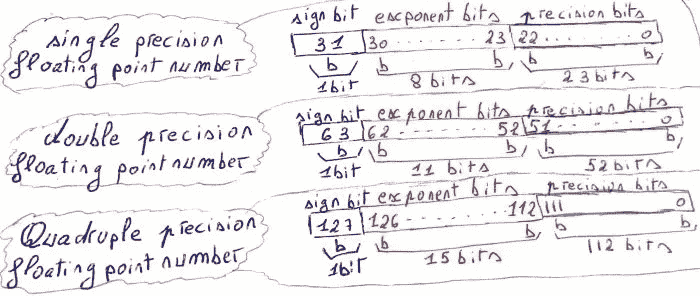 single precision
floating point number
sign bit exponent bits precision bits
31 30 ........ 23 22 ...... 0
b b b, b b,
1bit 8 bits 23 bits
double precision
floating point number
sign bit exponent bits precision bits
63 62 ........ 52 51 ...... 0
b b b, b b,
1bit 11 bits 52 bits
Quadruple precision
floating point number
sign bit exponent bits precision bits
127 126 ........ 112 111 0
b b b, b b,
1bit 15 bits 112 bits